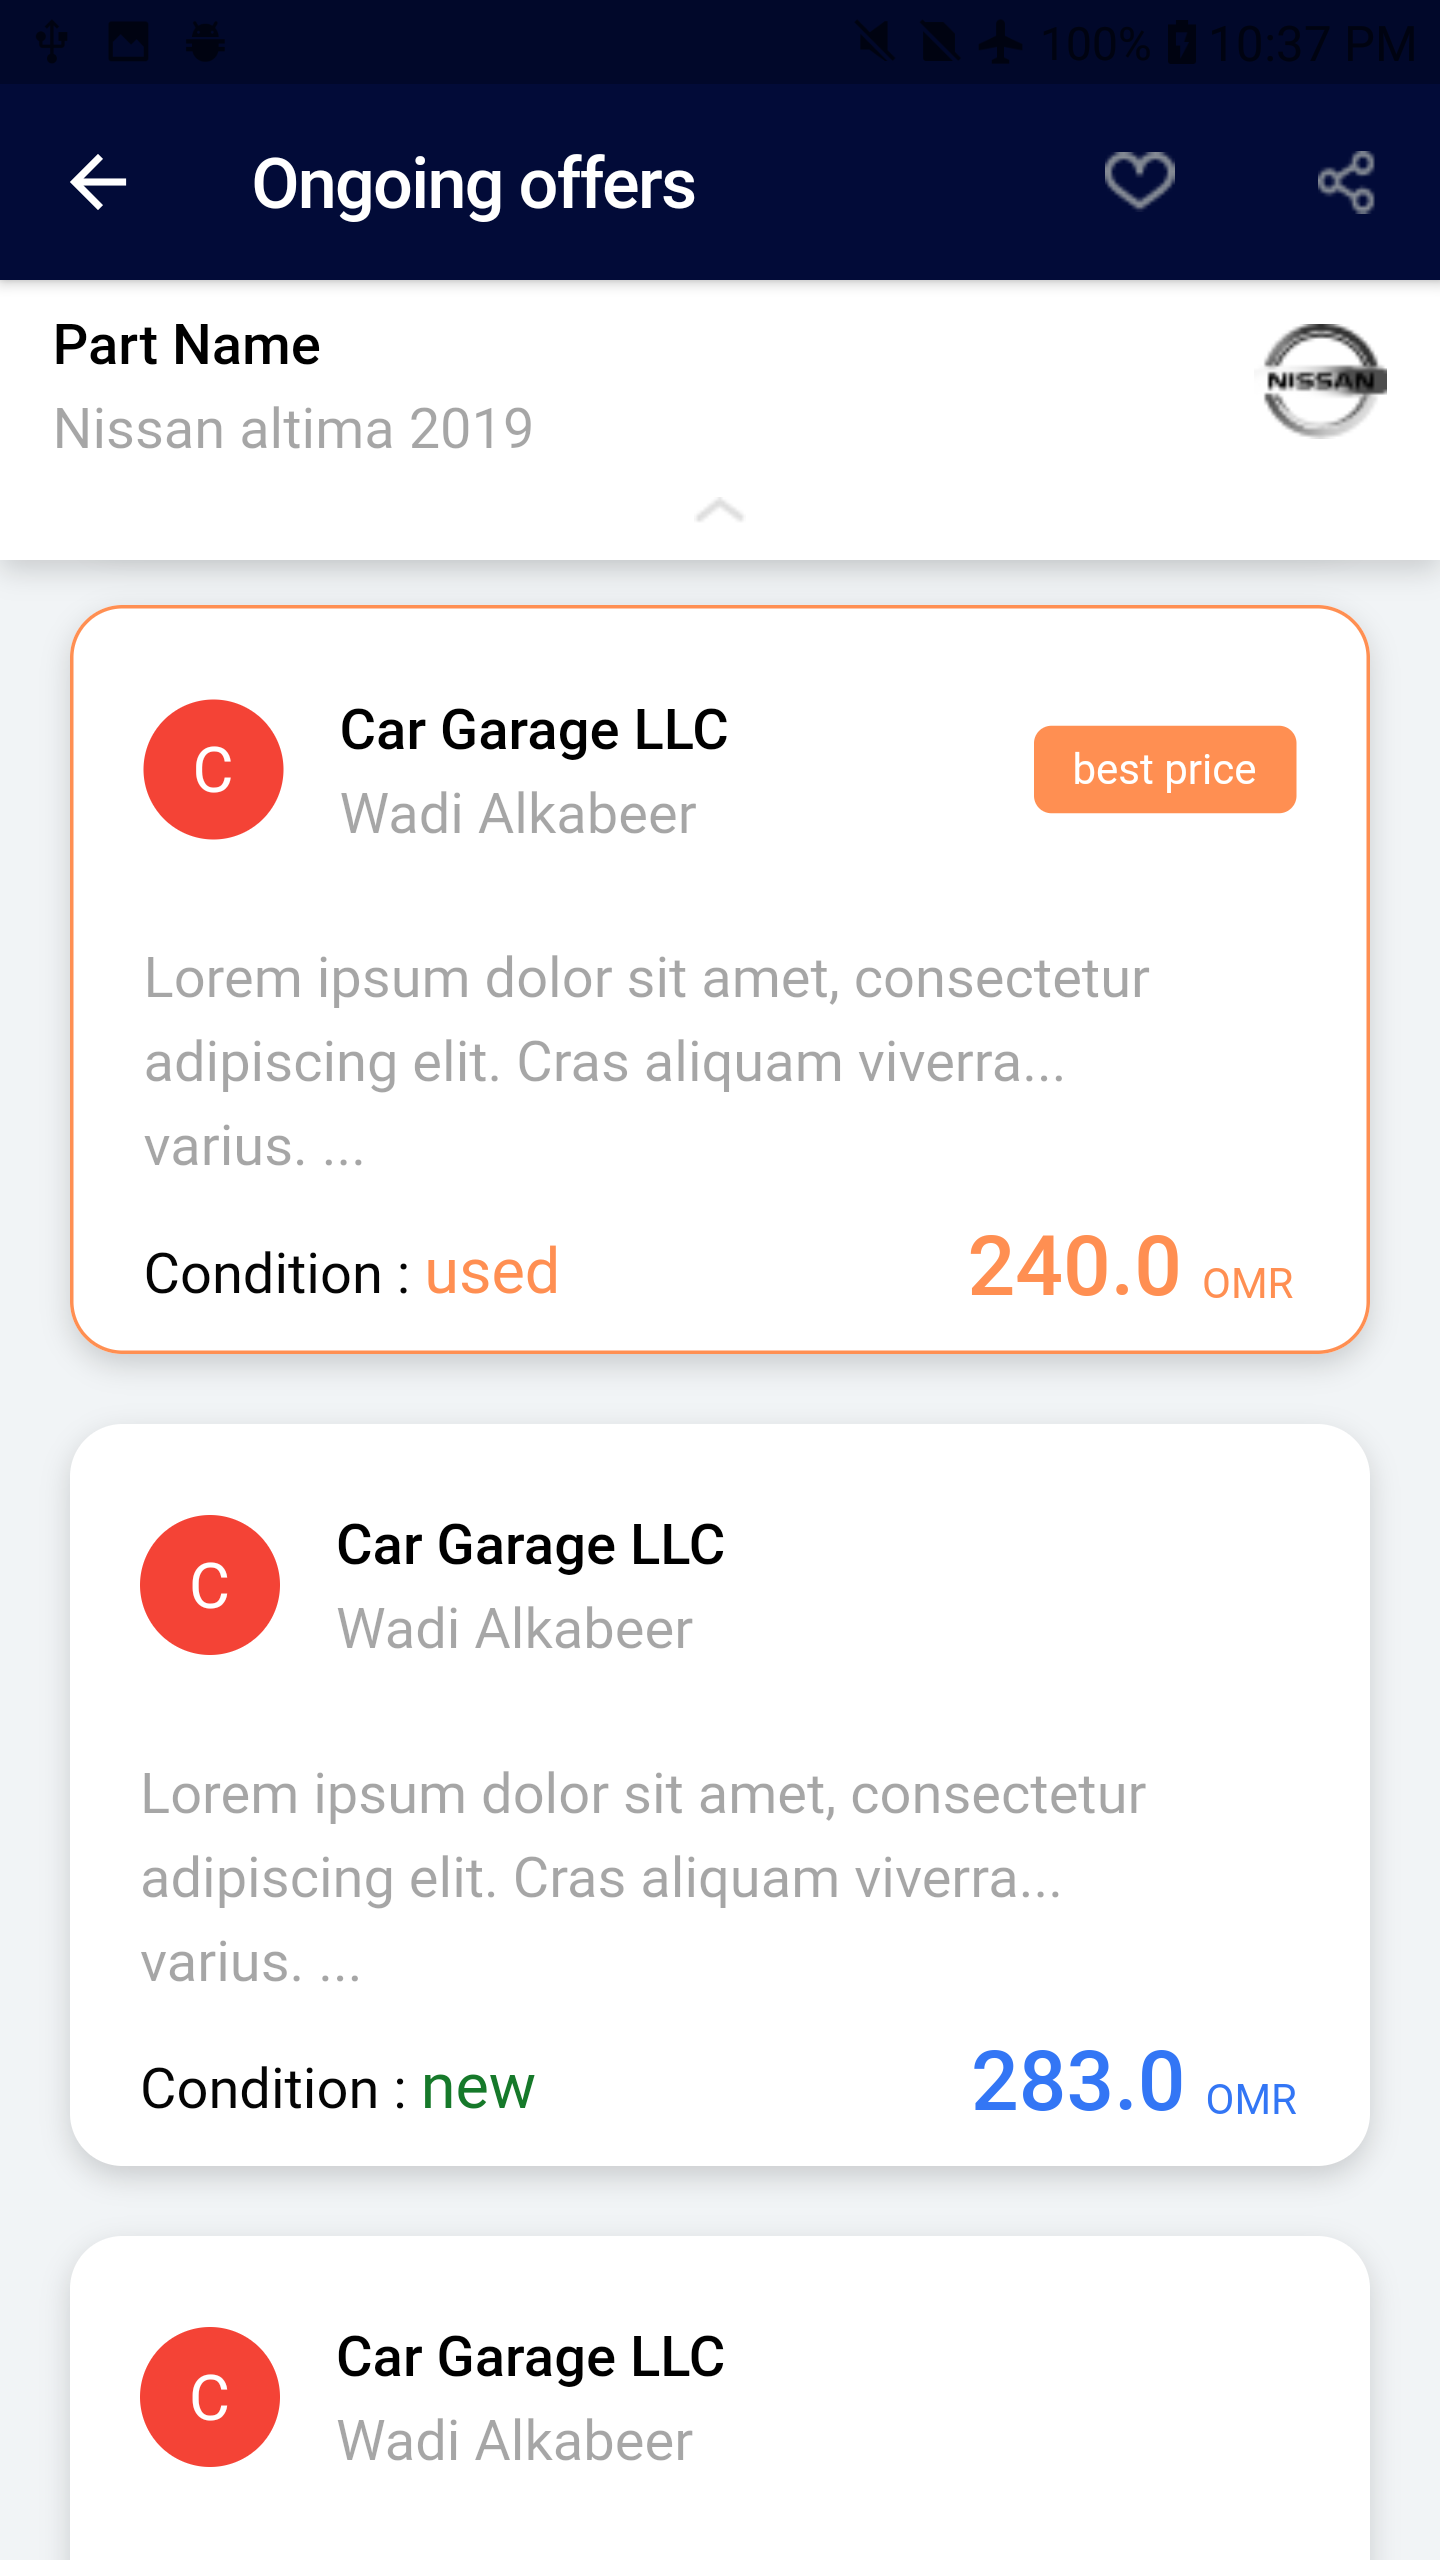 100% 10:37 PM
Ongoing offers
Part Name
Nissan altima 2019
NISSAN
C
Car Garage LLC
Wadi Alkabeer
best price
Lorem ipsum dolor sit amet, consectetur
adipiscing elit. Cras aliquam viverra...
varius. ...
Condition : used
240.0 OMR
C
Car Garage LLC
Wadi Alkabeer
Lorem ipsum dolor sit amet, consectetur
adipiscing elit. Cras aliquam viverra...
varius. ...
Condition : new
283.0 OMR
C
Car Garage LLC
Wadi Alkabeer